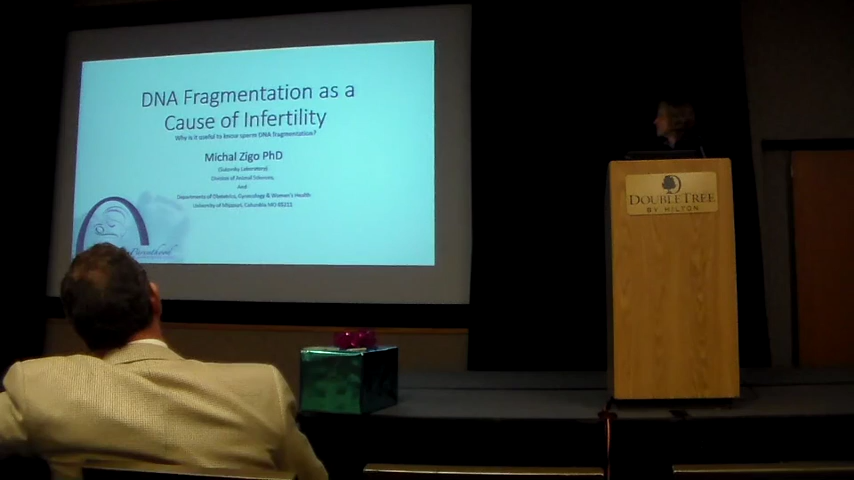 DNA Fragmentation as a
Cause of Infertility
Why is it useful to know sperm DNA fragmentation?
Michal Zigo PhD
(Sutovsky Laboratory)
Division of Animal Sciences,
And
Departments of Obstetrics, Gynecology & Women's Health
University of Missouri, Columbia MO 65211
DOUBLETREE
BY HILTON